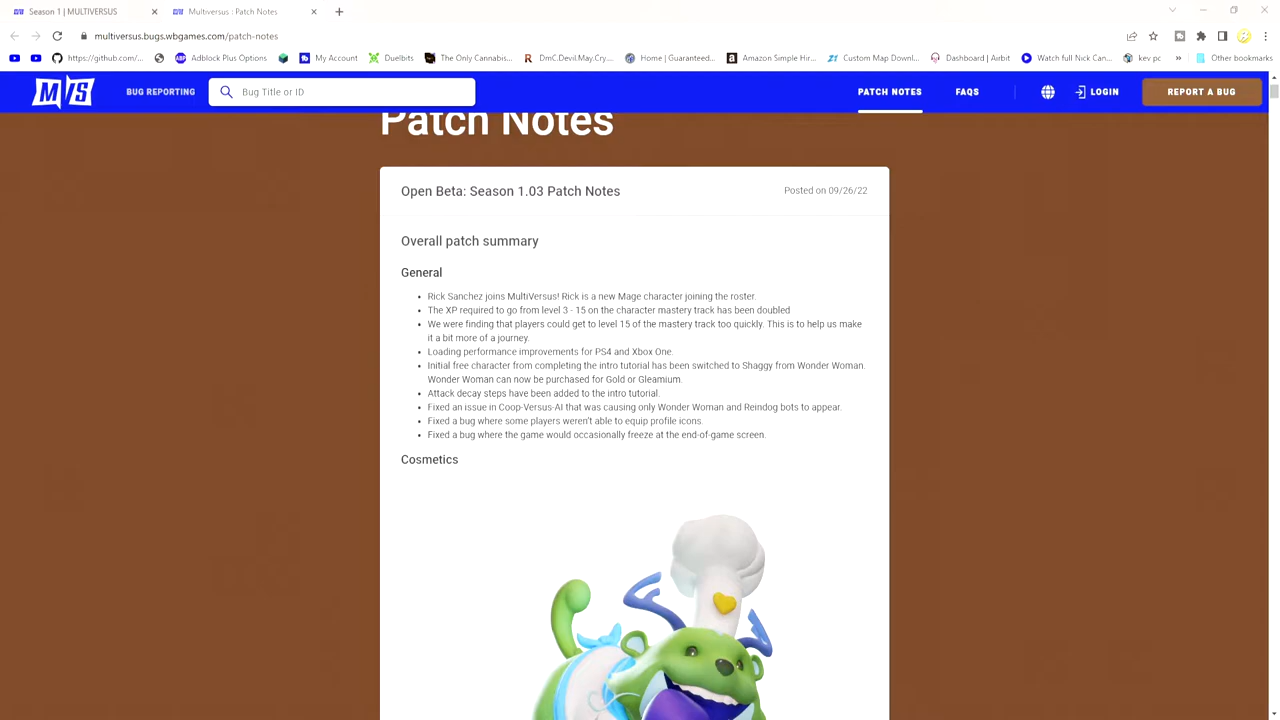 Season 1 | MULTIVERSUS
Multiversus : Patch Notes
multiversus.bugs.wbgames.com/patch-notes
https://github.com/...
Adblock Plus Options
My Account
Duelbits
The Only Cannabis...
DmC.Devil.May.Cry...
Home | Guaranteed...
Amazon Simple Hir...
Custom Map Downl...
Dashboard | Airbit
Watch full Nick Can...
kev pc
»
Other bookmarks
M/S
BUG REPORTING
Bug Title or ID
PATCH NOTES
FAQS
LOGIN
REPORT A BUG
Patch Notes
Open Beta: Season 1.03 Patch Notes
Posted on 09/26/22
Overall patch summary
General
• Rick Sanchez joins MultiVersus! Rick is a new Mage character joining the roster.
• The XP required to go from level 3 - 15 on the character mastery track has been doubled
• We were finding that players could get to level 15 of the mastery track too quickly. This is to help us make
it a bit more of a journey.
• Loading performance improvements for PS4 and Xbox One.
• Initial free character from completing the intro tutorial has been switched to Shaggy from Wonder Woman.
Wonder Woman can now be purchased for Gold or Gleamium.
• Attack decay steps have been added to the intro tutorial.
• Fixed an issue in Coop-Versus-AI that was causing only Wonder Woman and Reindog bots to appear.
• Fixed a bug where some players weren't able to equip profile icons.
• Fixed a bug where the game would occasionally freeze at the end-of-game screen.
Cosmetics